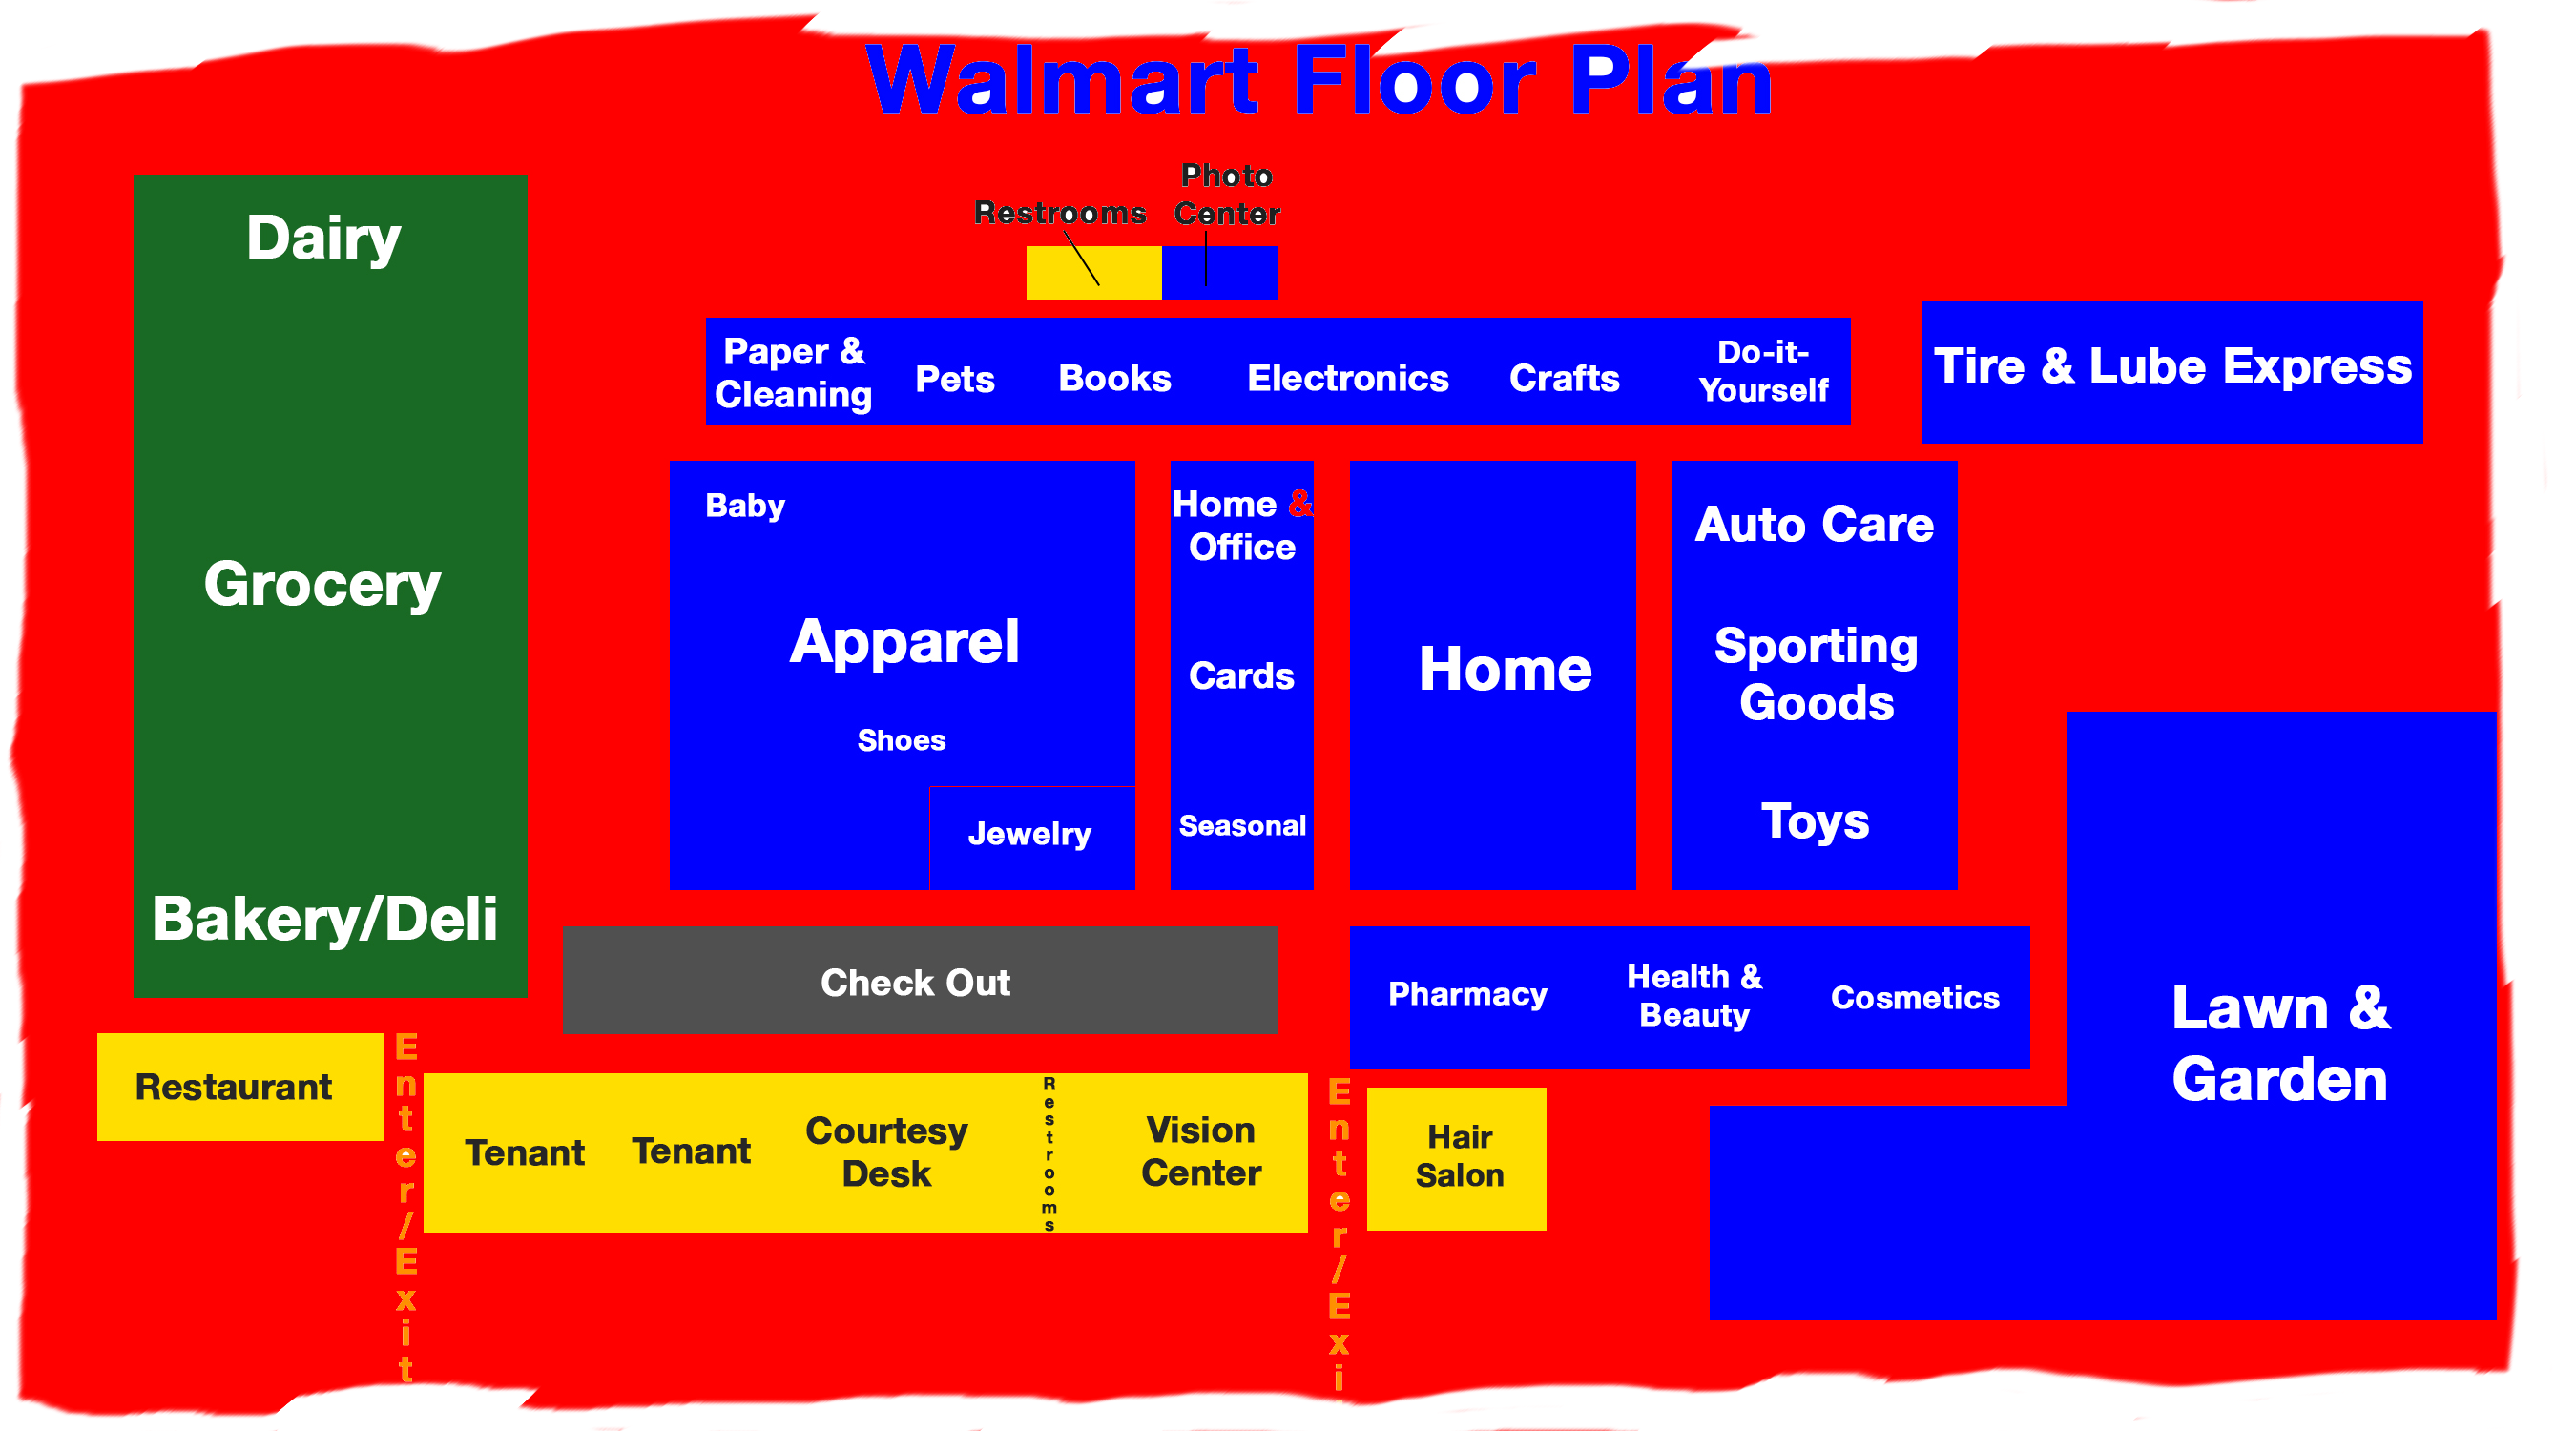 Walmart Floor Plan
Photo
Restrooms Center
Dairy
Grocery
Bakery/Deli
Paper &
Cleaning
Pets
Books
Electronics
Crafts
Do-it-
Yourself
Tire & Lube Express
Baby
Apparel
Shoes
Jewelry
Home &
Office
Cards
Seasonal
Home
Auto Care
Sporting
Goods
Toys
Lawn &
Garden
Check Out
Pharmacy
Health &
Beauty
Cosmetics
Restaurant
Enter/Exit
Tenant
Tenant
Courtesy
Desk
Restrooms
Vision
Center
Enter/Exi
Hair
Salon